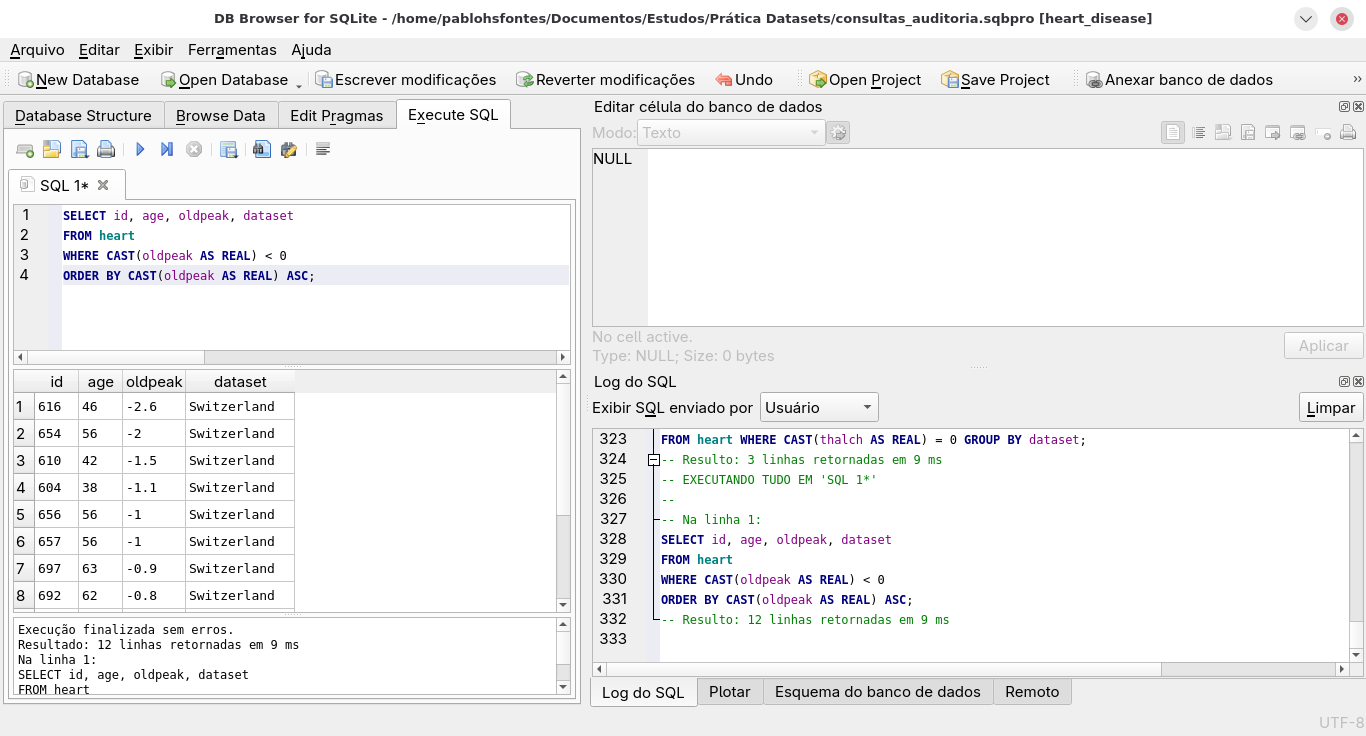 DB Browser for SQLite - /home/pablohsfontes/Documentos/Estudos/Prática Datasets/consultas_auditoria.sqbpro [heart_disease]
Arquivo Editar Exibir Ferramentas Ajuda
New Database Open Database Escrever modificações Reverter modificações Undo Open Project Save Project Anexar banco de dados »
Database Structure Browse Data Edit Pragmas Execute SQL
SQL 1*
1 SELECT id, age, oldpeak, dataset
2 FROM heart
3 WHERE CAST(oldpeak AS REAL) < 0
4 ORDER BY CAST(oldpeak AS REAL) ASC;
id age oldpeak dataset
1 616 46 -2.6 Switzerland
2 654 56 -2 Switzerland
3 610 42 -1.5 Switzerland
4 604 38 -1.1 Switzerland
5 656 56 -1 Switzerland
6 657 56 -1 Switzerland
7 697 63 -0.9 Switzerland
8 692 62 -0.8 Switzerland
Execução finalizada sem erros.
Resultado: 12 linhas retornadas em 9 ms
Na linha 1:
SELECT id, age, oldpeak, dataset
FROM heart
Editar célula do banco de dados
Modo: Texto
NULL
No cell active.
Type: NULL; Size: 0 bytes
Aplicar
Log do SQL
Exibir SQL enviado por Usuário Limpar
323 FROM heart WHERE CAST(thalch AS REAL) = 0 GROUP BY dataset;
324 -- Resulto: 3 linhas retornadas em 9 ms
325 -- EXECUTANDO TUDO EM 'SQL 1*'
326 --
327 -- Na linha 1:
328 SELECT id, age, oldpeak, dataset
329 FROM heart
330 WHERE CAST(oldpeak AS REAL) < 0
331 ORDER BY CAST(oldpeak AS REAL) ASC;
332 -- Resulto: 12 linhas retornadas em 9 ms
333
Log do SQL Plotar Esquema do banco de dados Remoto
UTF-8